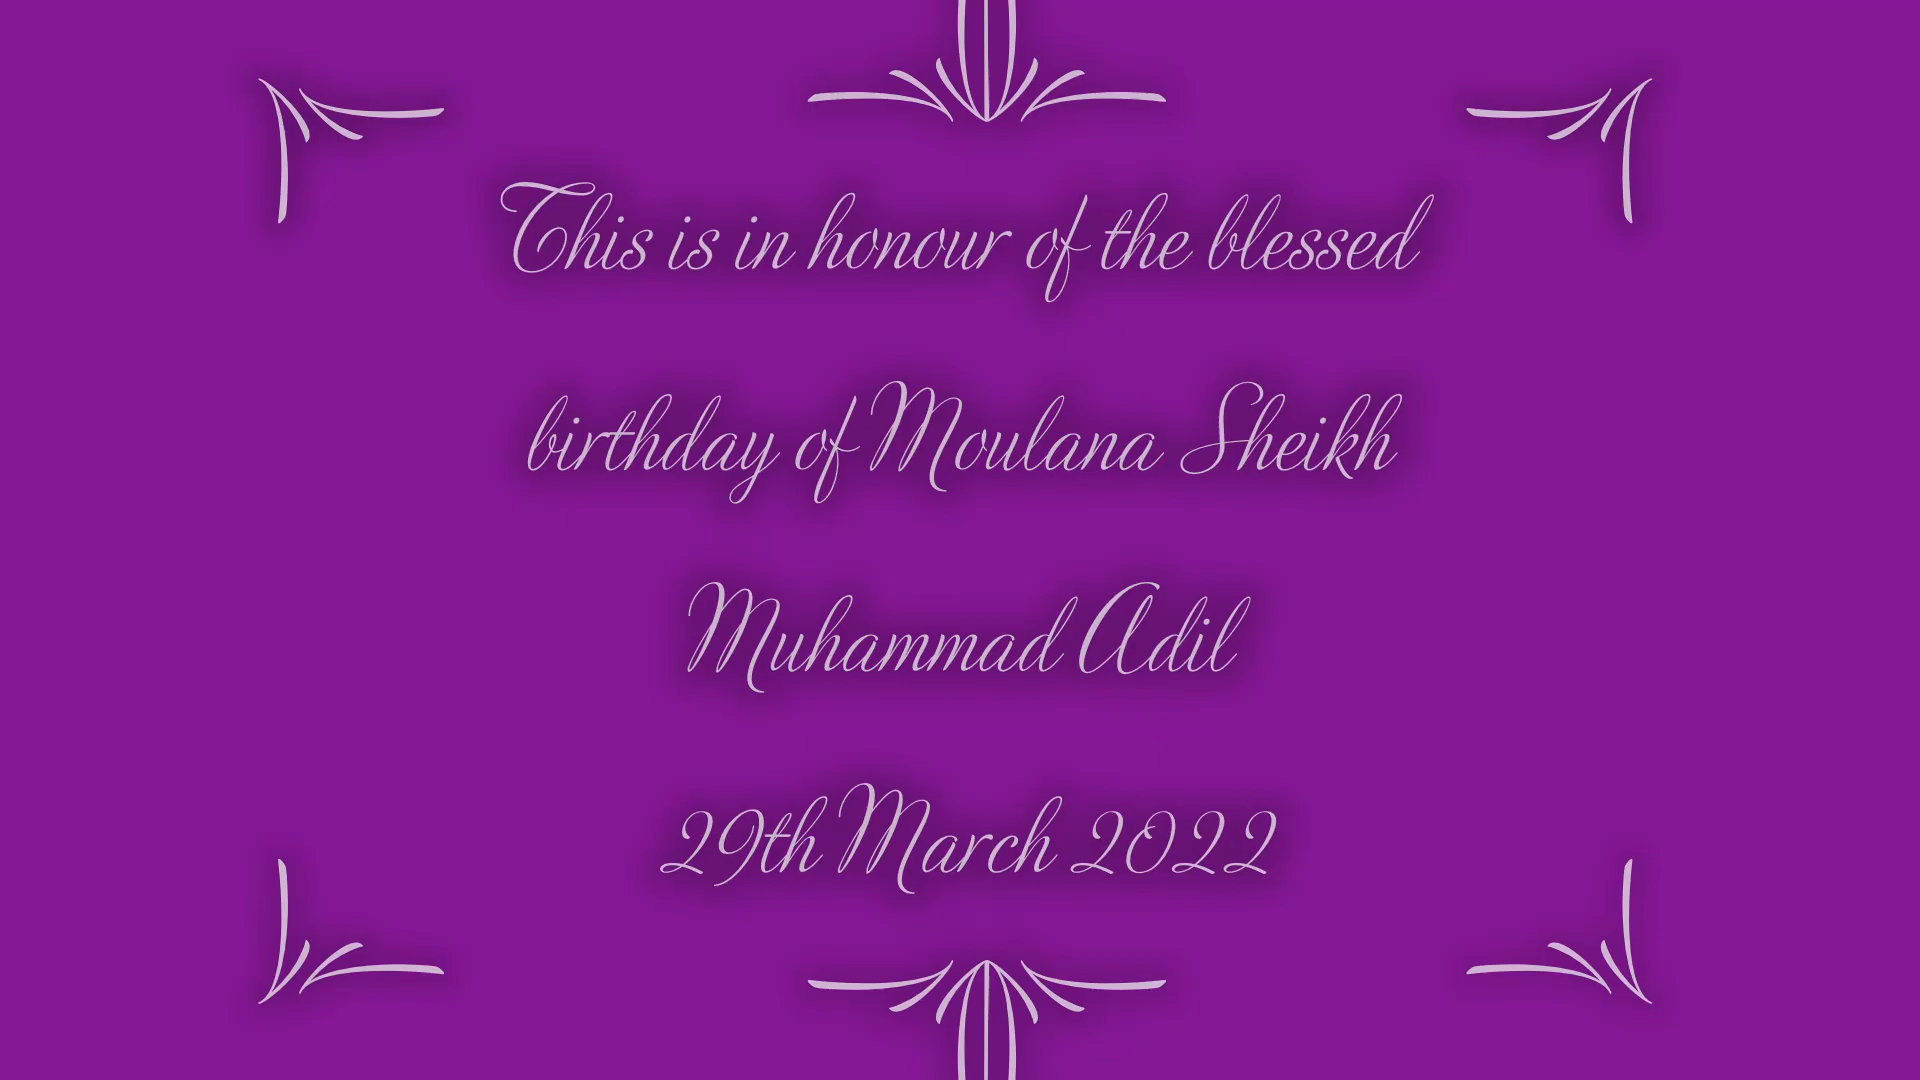 This is in honour of the blessed
birthday of Moulana Sheikh
Muhammad Adil
29th March 2022